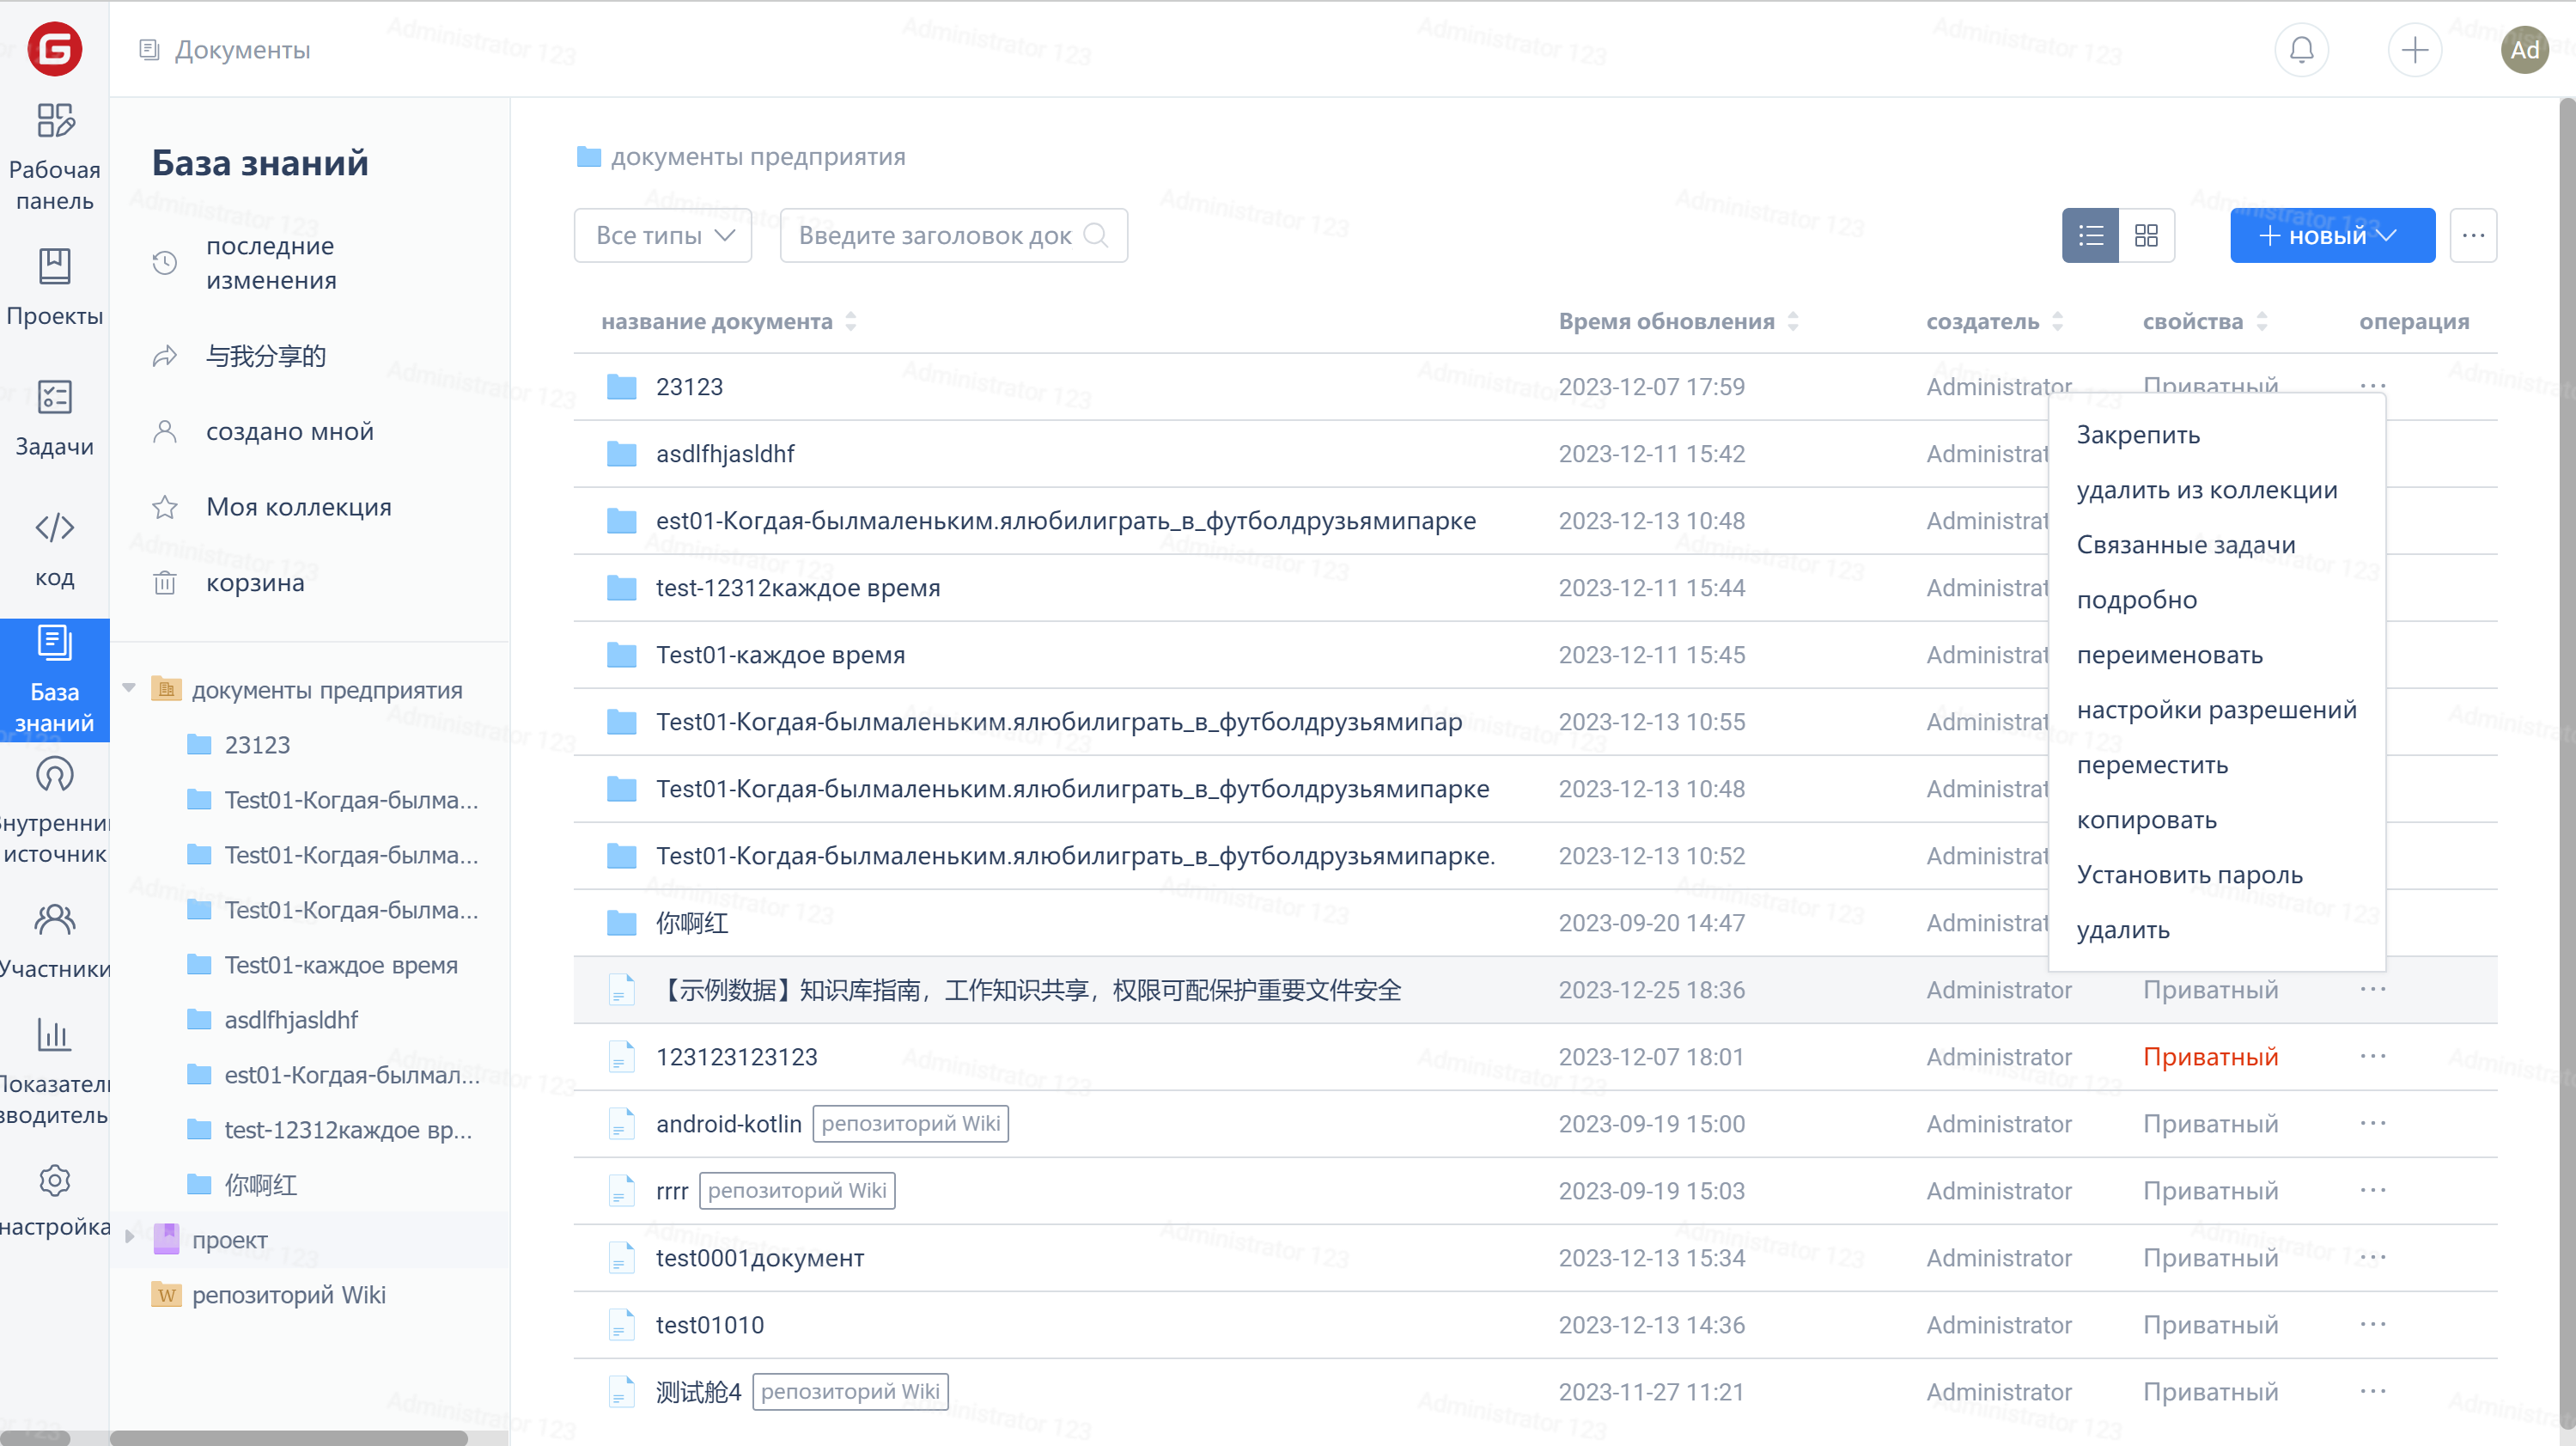 Документы
Ad
Рабочая
панель
Проекты
Задачи
код
База
знаний
источник
Участники
настройка
База знаний
последние
изменения
与我分享的
создано мной
Моя коллекция
корзина
документы предприятия
23123
Test01-Когдая-былма...
Test01-Когдая-былма...
Test01-Когдая-былма...
Test01-каждое время
asdlfhjasldhf
est01-Когдая-былмал...
test-12312каждое вр...
你啊红
проект
репозиторий Wiki
документы предприятия
Все типы
Введите заголовок док
новый
название документа Время обновления создатель свойства операция
23123 2023-12-07 17:59 Administrator Приватный ...
asdlfhjasldhf 2023-12-11 15:42 Administrat
est01-Когдая-былмаленьким.ялюбилиграть_в_футболдрузьямипарке 2023-12-13 10:48 Administrat
test-12312каждое время 2023-12-11 15:44 Administrat
Test01-каждое время 2023-12-11 15:45 Administrat
Test01-Когдая-былмаленьким.ялюбилиграть_в_футболдрузьямипар 2023-12-13 10:55 Administrat
Test01-Когдая-былмаленьким.ялюбилиграть_в_футболдрузьямипарке 2023-12-13 10:48 Administrat
Test01-Когдая-былмаленьким.ялюбилиграть_в_футболдрузьямипарке. 2023-12-13 10:52 Administrat
你啊红 2023-09-20 14:47 Administrat
【示例数据】知识库指南，工作知识共享，权限可配保护重要文件安全 2023-12-25 18:36 Administrator Приватный ...
123123123123 2023-12-07 18:01 Administrator Приватный ...
android-kotlin репозиторий Wiki 2023-09-19 15:00 Administrator Приватный ...
rrrr репозиторий Wiki 2023-09-19 15:03 Administrator Приватный ...
test0001документ 2023-12-13 15:34 Administrator Приватный ...
test01010 2023-12-13 14:36 Administrator Приватный ...
测试舱4 репозиторий Wiki 2023-11-27 11:21 Administrator Приватный ...
Закрепить
удалить из коллекции
Связанные задачи
подробно
переименовать
настройки разрешений
переместить
копировать
Установить пароль
удалить
Administrator 123